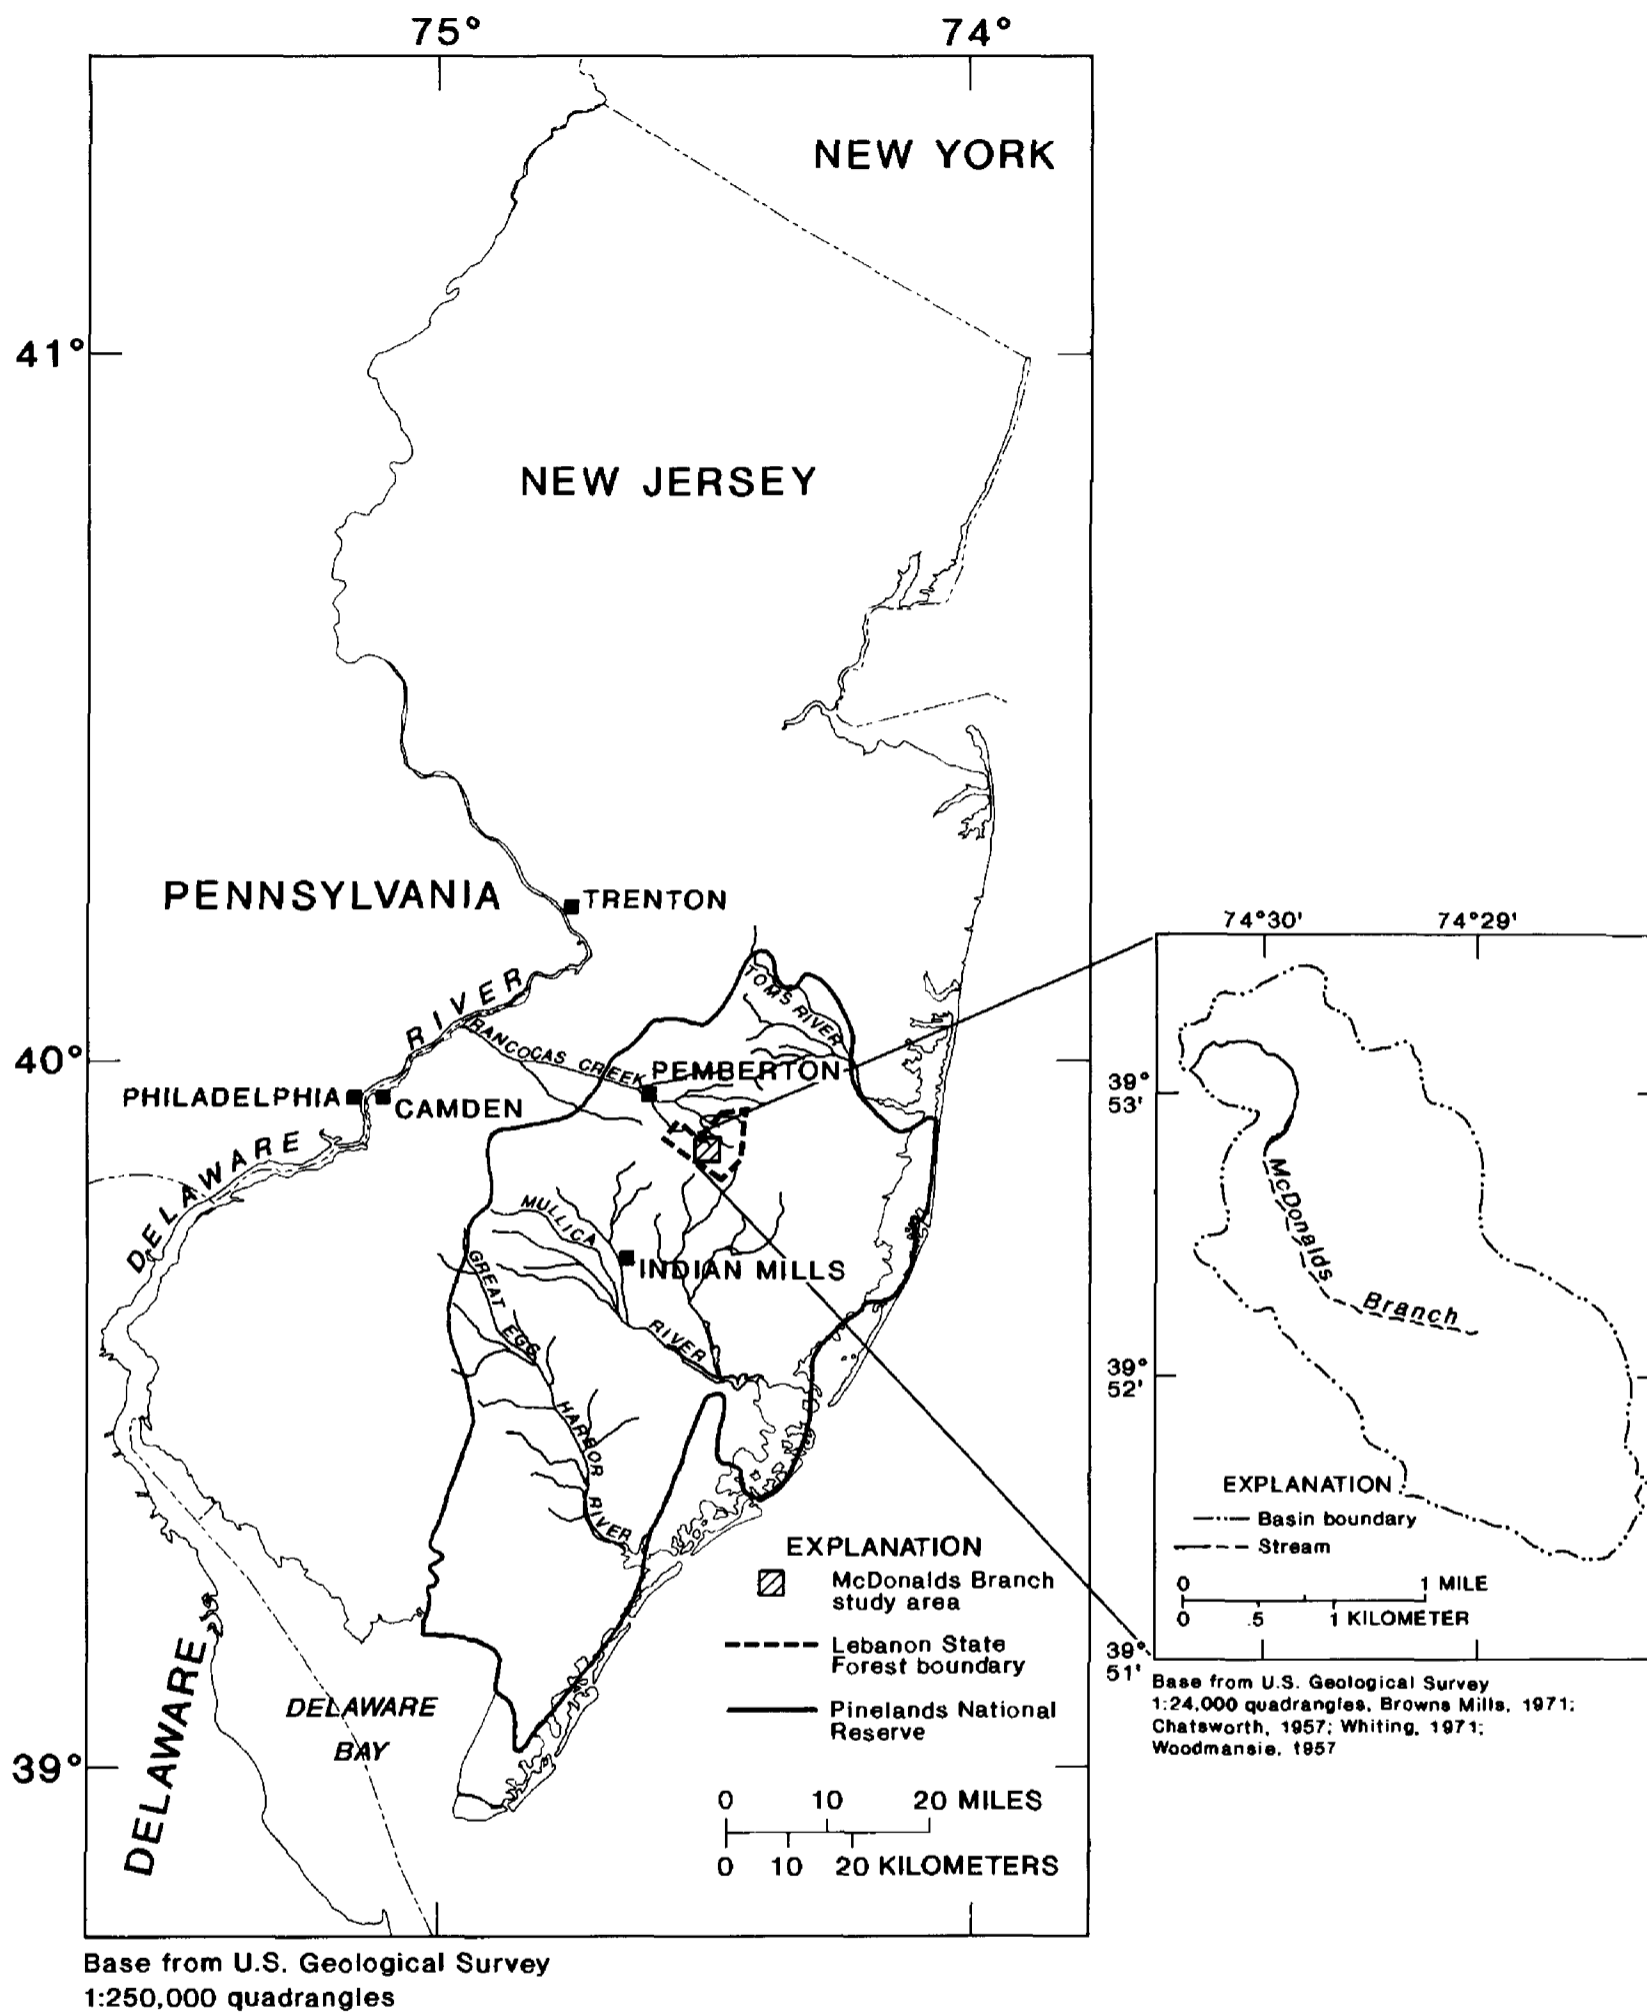 75° 74°
NEW YORK
41°
NEW JERSEY
PENNSYLVANIA
TRENTON
DELAWARE RIVER
TOMS RIVER
RANCOCAS CREEK
40°
PEMBERTON
PHILADELPHIA
CAMDEN
MULLICA RIVER
INDIAN MILLS
GREAT EGG HARBOR RIVER
EXPLANATION
McDonalds Branch
study area
Lebanon State
Forest boundary
Pinelands National
Reserve
DELAWARE
DELAWARE
BAY
39°
0 10 20 MILES
0 10 20 KILOMETERS
Base from U.S. Geological Survey
1:250,000 quadrangles
74°30' 74°29'
39°
53'
McDonalds Branch
39°
52'
EXPLANATION
Basin boundary
Stream
0 1 MILE
0 .5 1 KILOMETER
39°
51'
Base from U.S. Geological Survey
1:24,000 quadrangles, Browns Mills, 1971;
Chatsworth, 1957; Whiting, 1971;
Woodmansie, 1957